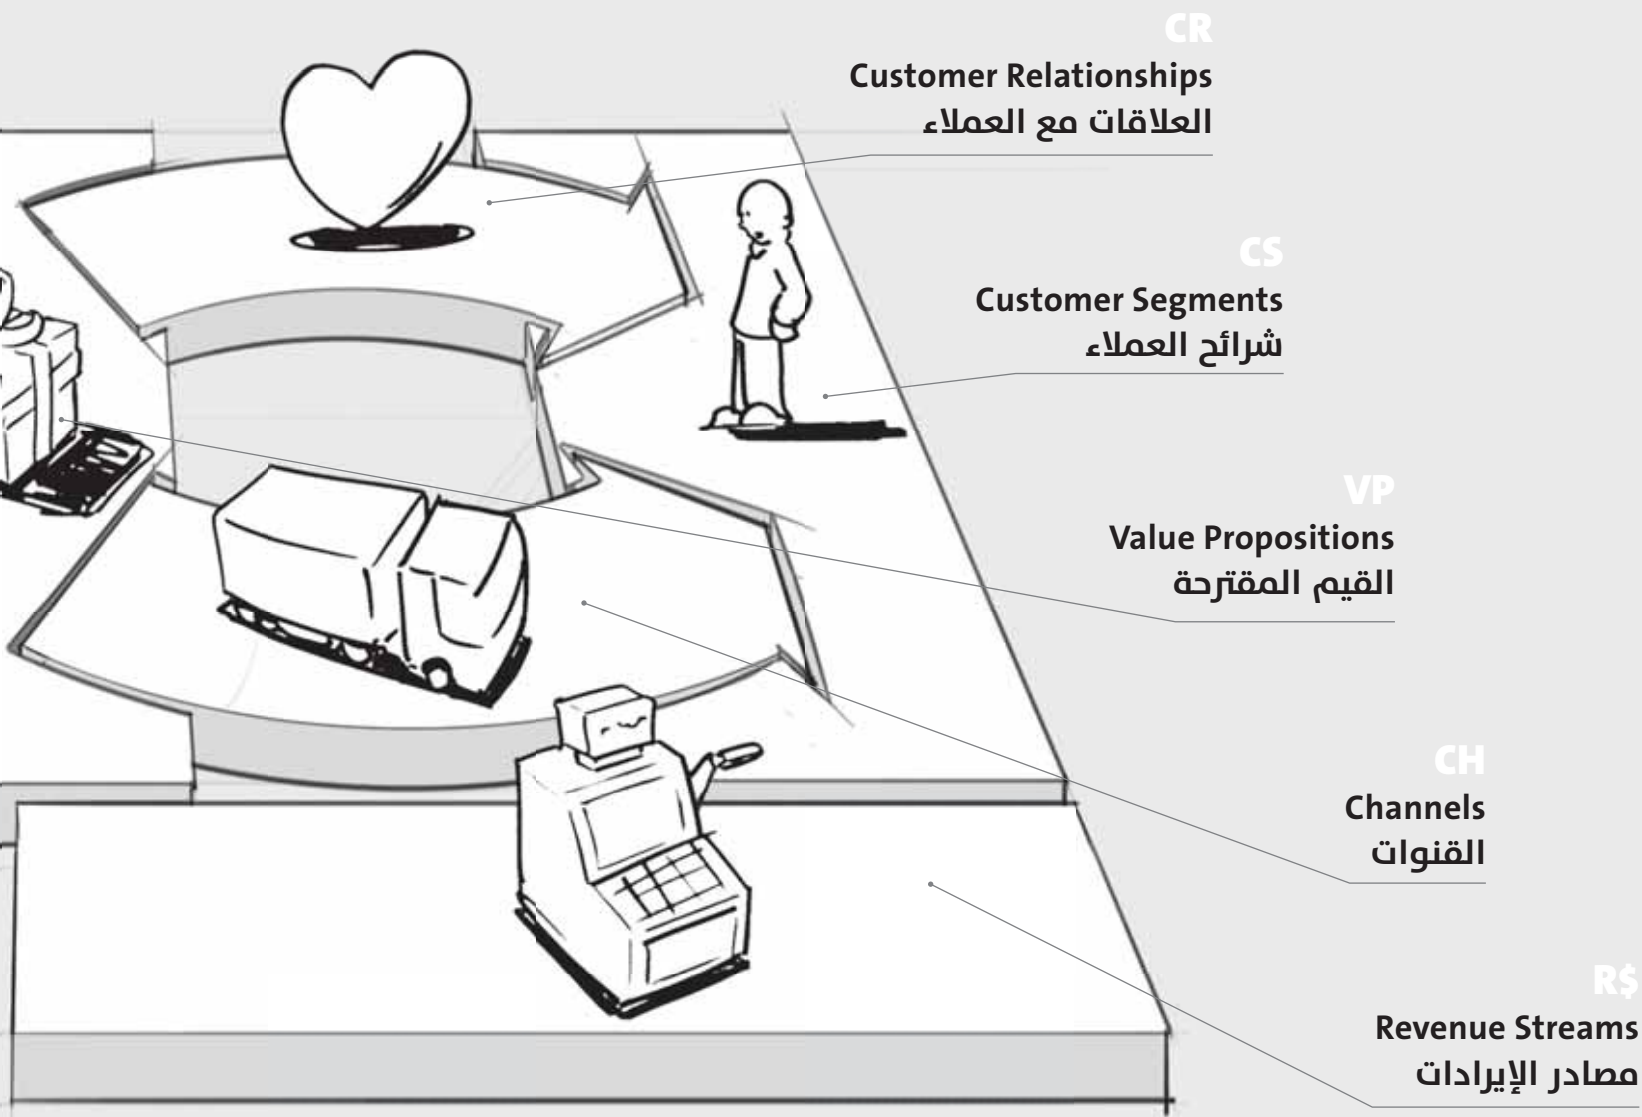 CR
Customer Relationships
العلاقات مع العملاء
CS
Customer Segments
شرائح العملاء
VP
Value Propositions
القيم المقترحة
CH
Channels
القنوات
R$
Revenue Streams
مصادر الإيرادات